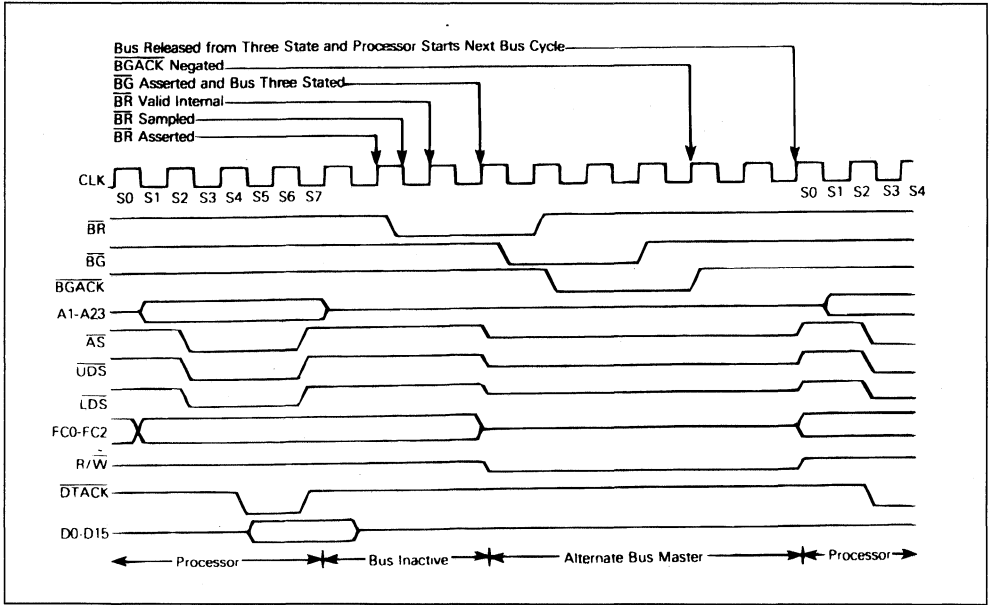 Bus Released from Three State and Processor Starts Next Bus Cycle
BGACK Negated
BG Asserted and Bus Three Stated
BR Valid Internal
BR Sampled
BR Asserted
CLK
S0 S1 S2 S3 S4 S5 S6 S7 S0 S1 S2 S3 S4
BR
BG
BGACK
A1-A23
AS
UDS
LDS
FC0-FC2
R/W
DTACK
D0-D15
Processor Bus Inactive Alternate Bus Master Processor